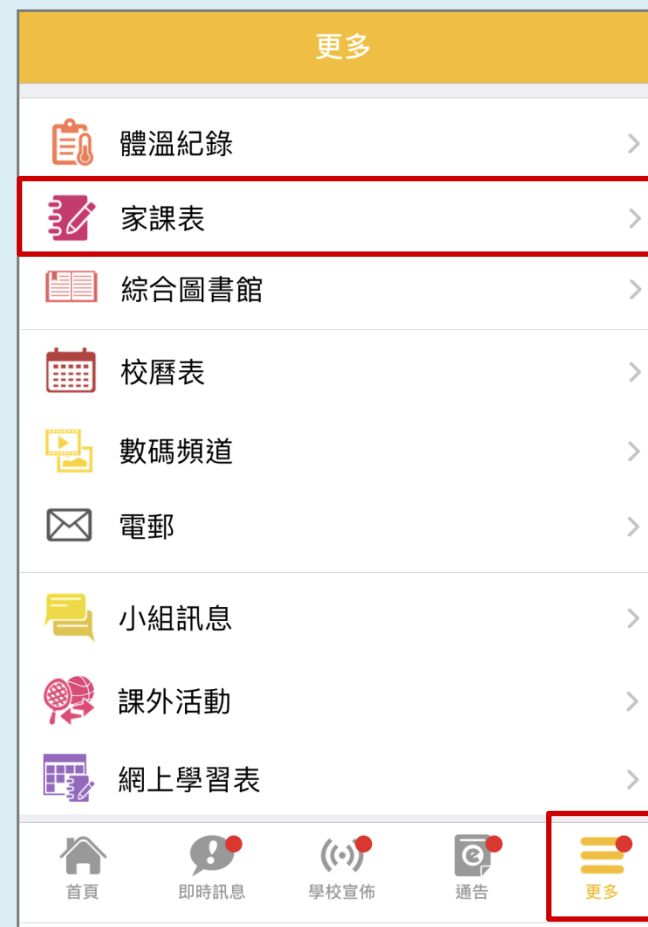 更多
體溫紀錄
家課表
綜合圖書館
校曆表
數碼頻道
電郵
小組訊息
課外活動
網上學習表
首頁
即時訊息
學校宣佈
通告
更多